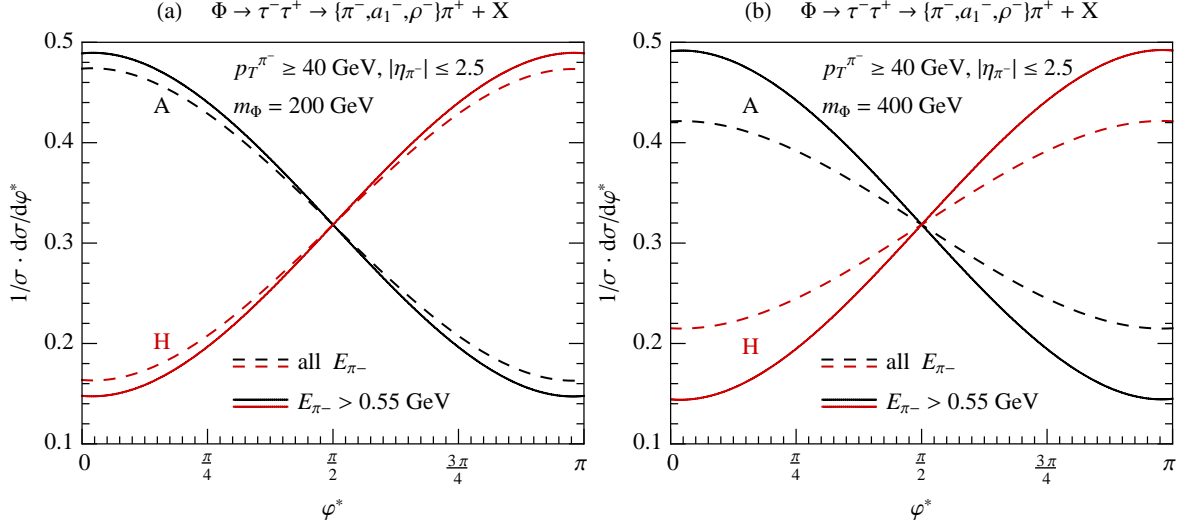 (a) Φ → τ⁻τ⁺ → {π⁻,a₁⁻,ρ⁻}π⁺ + X
0.5
0.4
0.3
0.2
0.1
1/σ · dσ/dφ*
p_T^π⁻ ≥ 40 GeV, |η_π⁻| ≤ 2.5
A
m_Φ = 200 GeV
H
all E_π−
E_π− > 0.55 GeV
0 π/4 π/2 3π/4 π
φ*
(b) Φ → τ⁻τ⁺ → {π⁻,a₁⁻,ρ⁻}π⁺ + X
0.5
0.4
0.3
0.2
0.1
1/σ · dσ/dφ*
p_T^π⁻ ≥ 40 GeV, |η_π⁻| ≤ 2.5
A
m_Φ = 400 GeV
H
all E_π−
E_π− > 0.55 GeV
0 π/4 π/2 3π/4 π
φ*